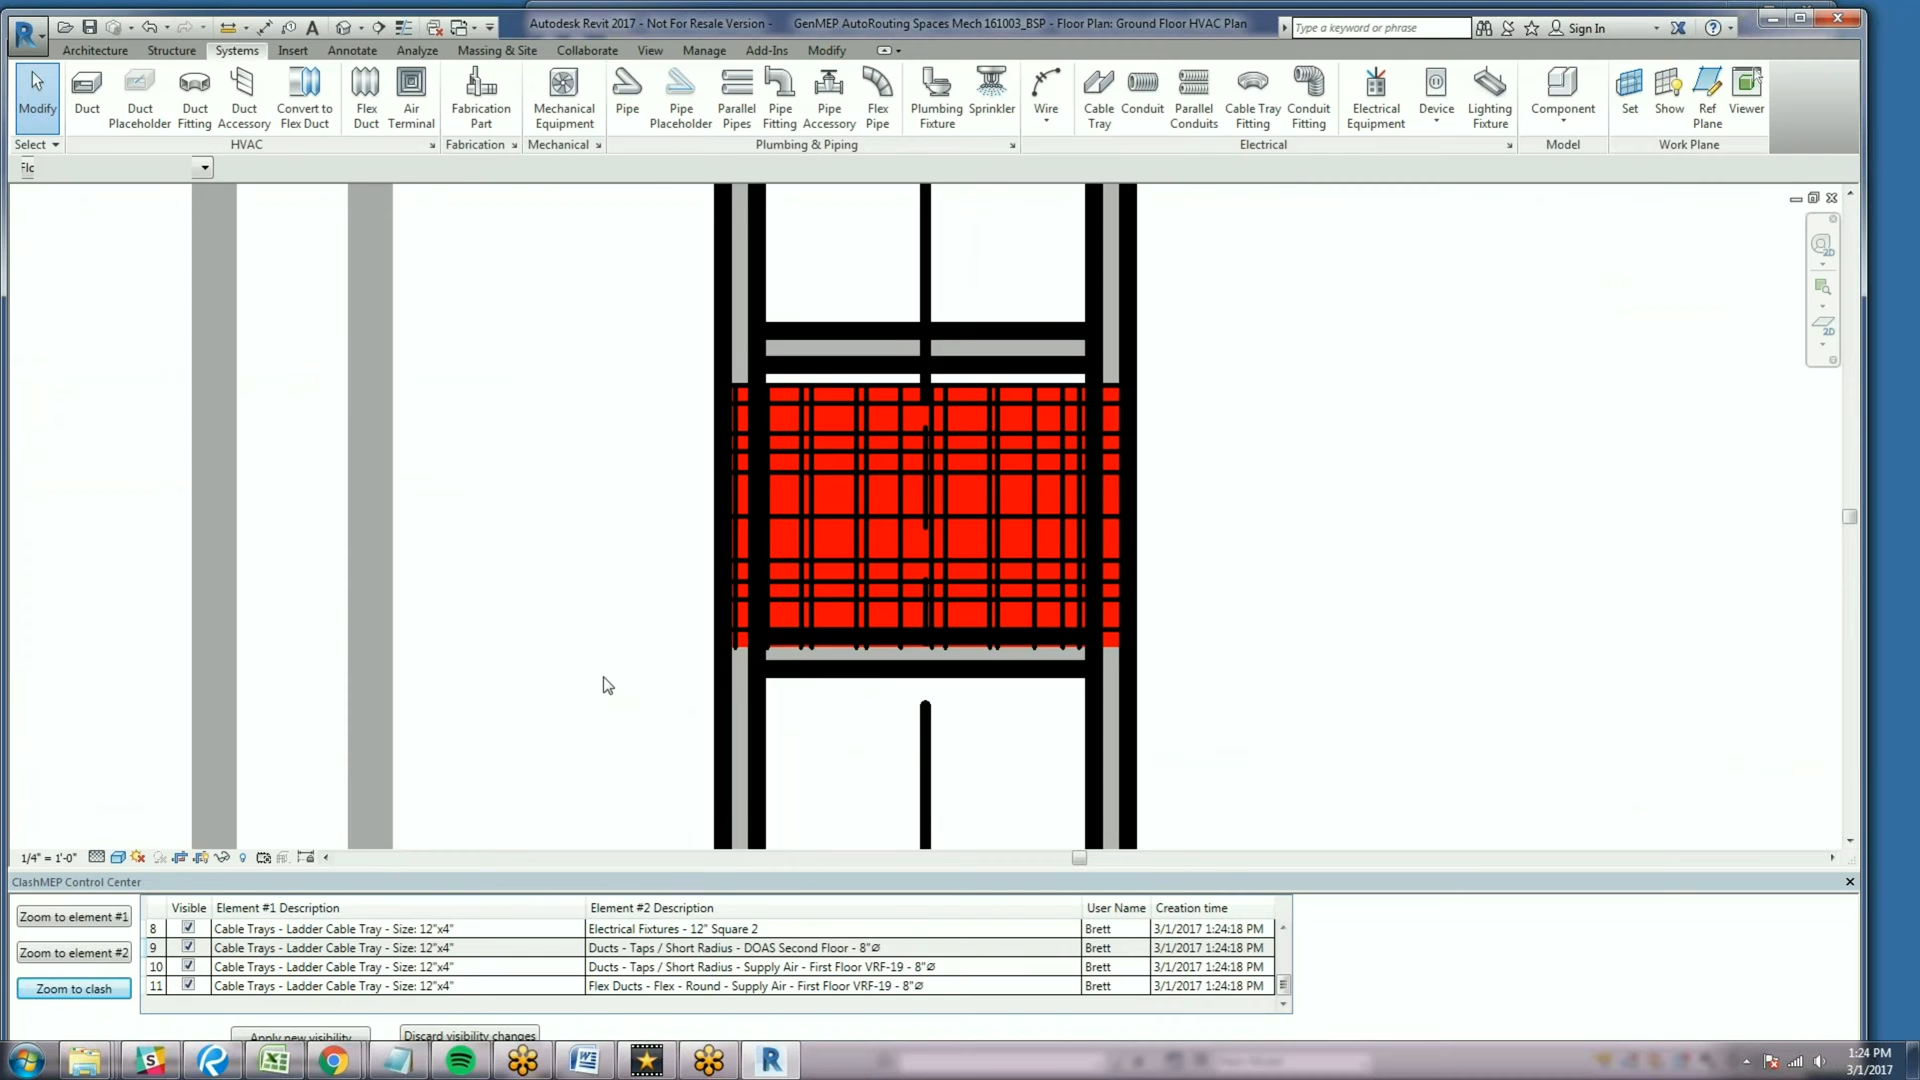 Autodesk Revit 2017 - Not For Resale Version - GenMEP AutoRouting Spaces Mech 161003_BSP - Floor Plan: Ground Floor HVAC Plan
Type a keyword or phrase
Sign In
Architecture Structure Systems Insert Annotate Analyze Massing & Site Collaborate View Manage Add-Ins Modify
Modify
Duct
Duct Placeholder
Duct Fitting
Duct Accessory
Convert to Flex Duct
Flex Duct
Air Terminal
Fabrication Part
Mechanical Equipment
Pipe
Pipe Placeholder
Parallel Pipes
Pipe Fitting
Pipe Accessory
Flex Pipe
Plumbing Fixture
Sprinkler
Wire
Cable Tray
Conduit
Parallel Conduits
Cable Tray Fitting
Conduit Fitting
Electrical Equipment
Device
Lighting Fixture
Component
Set
Show
Ref Plane
Viewer
Select HVAC Fabrication Mechanical Plumbing & Piping Electrical Model Work Plane
2D
2D
1/4" = 1'-0"
ClashMEP Control Center
Zoom to element #1
Zoom to element #2
Zoom to clash
Visible Element #1 Description Element #2 Description User Name Creation time
8 Cable Trays - Ladder Cable Tray - Size: 12"x4" Electrical Fixtures - 12" Square 2 Brett 3/1/2017 1:24:18 PM
9 Cable Trays - Ladder Cable Tray - Size: 12"x4" Ducts - Taps / Short Radius - DOAS Second Floor - 8"Ø Brett 3/1/2017 1:24:18 PM
10 Cable Trays - Ladder Cable Tray - Size: 12"x4" Ducts - Taps / Short Radius - Supply Air - First Floor VRF-19 - 8"Ø Brett 3/1/2017 1:24:18 PM
11 Cable Trays - Ladder Cable Tray - Size: 12"x4" Flex Ducts - Flex - Round - Supply Air - First Floor VRF-19 - 8"Ø Brett 3/1/2017 1:24:18 PM
Apply new visibility Discard visibility changes
1:24 PM
3/1/2017